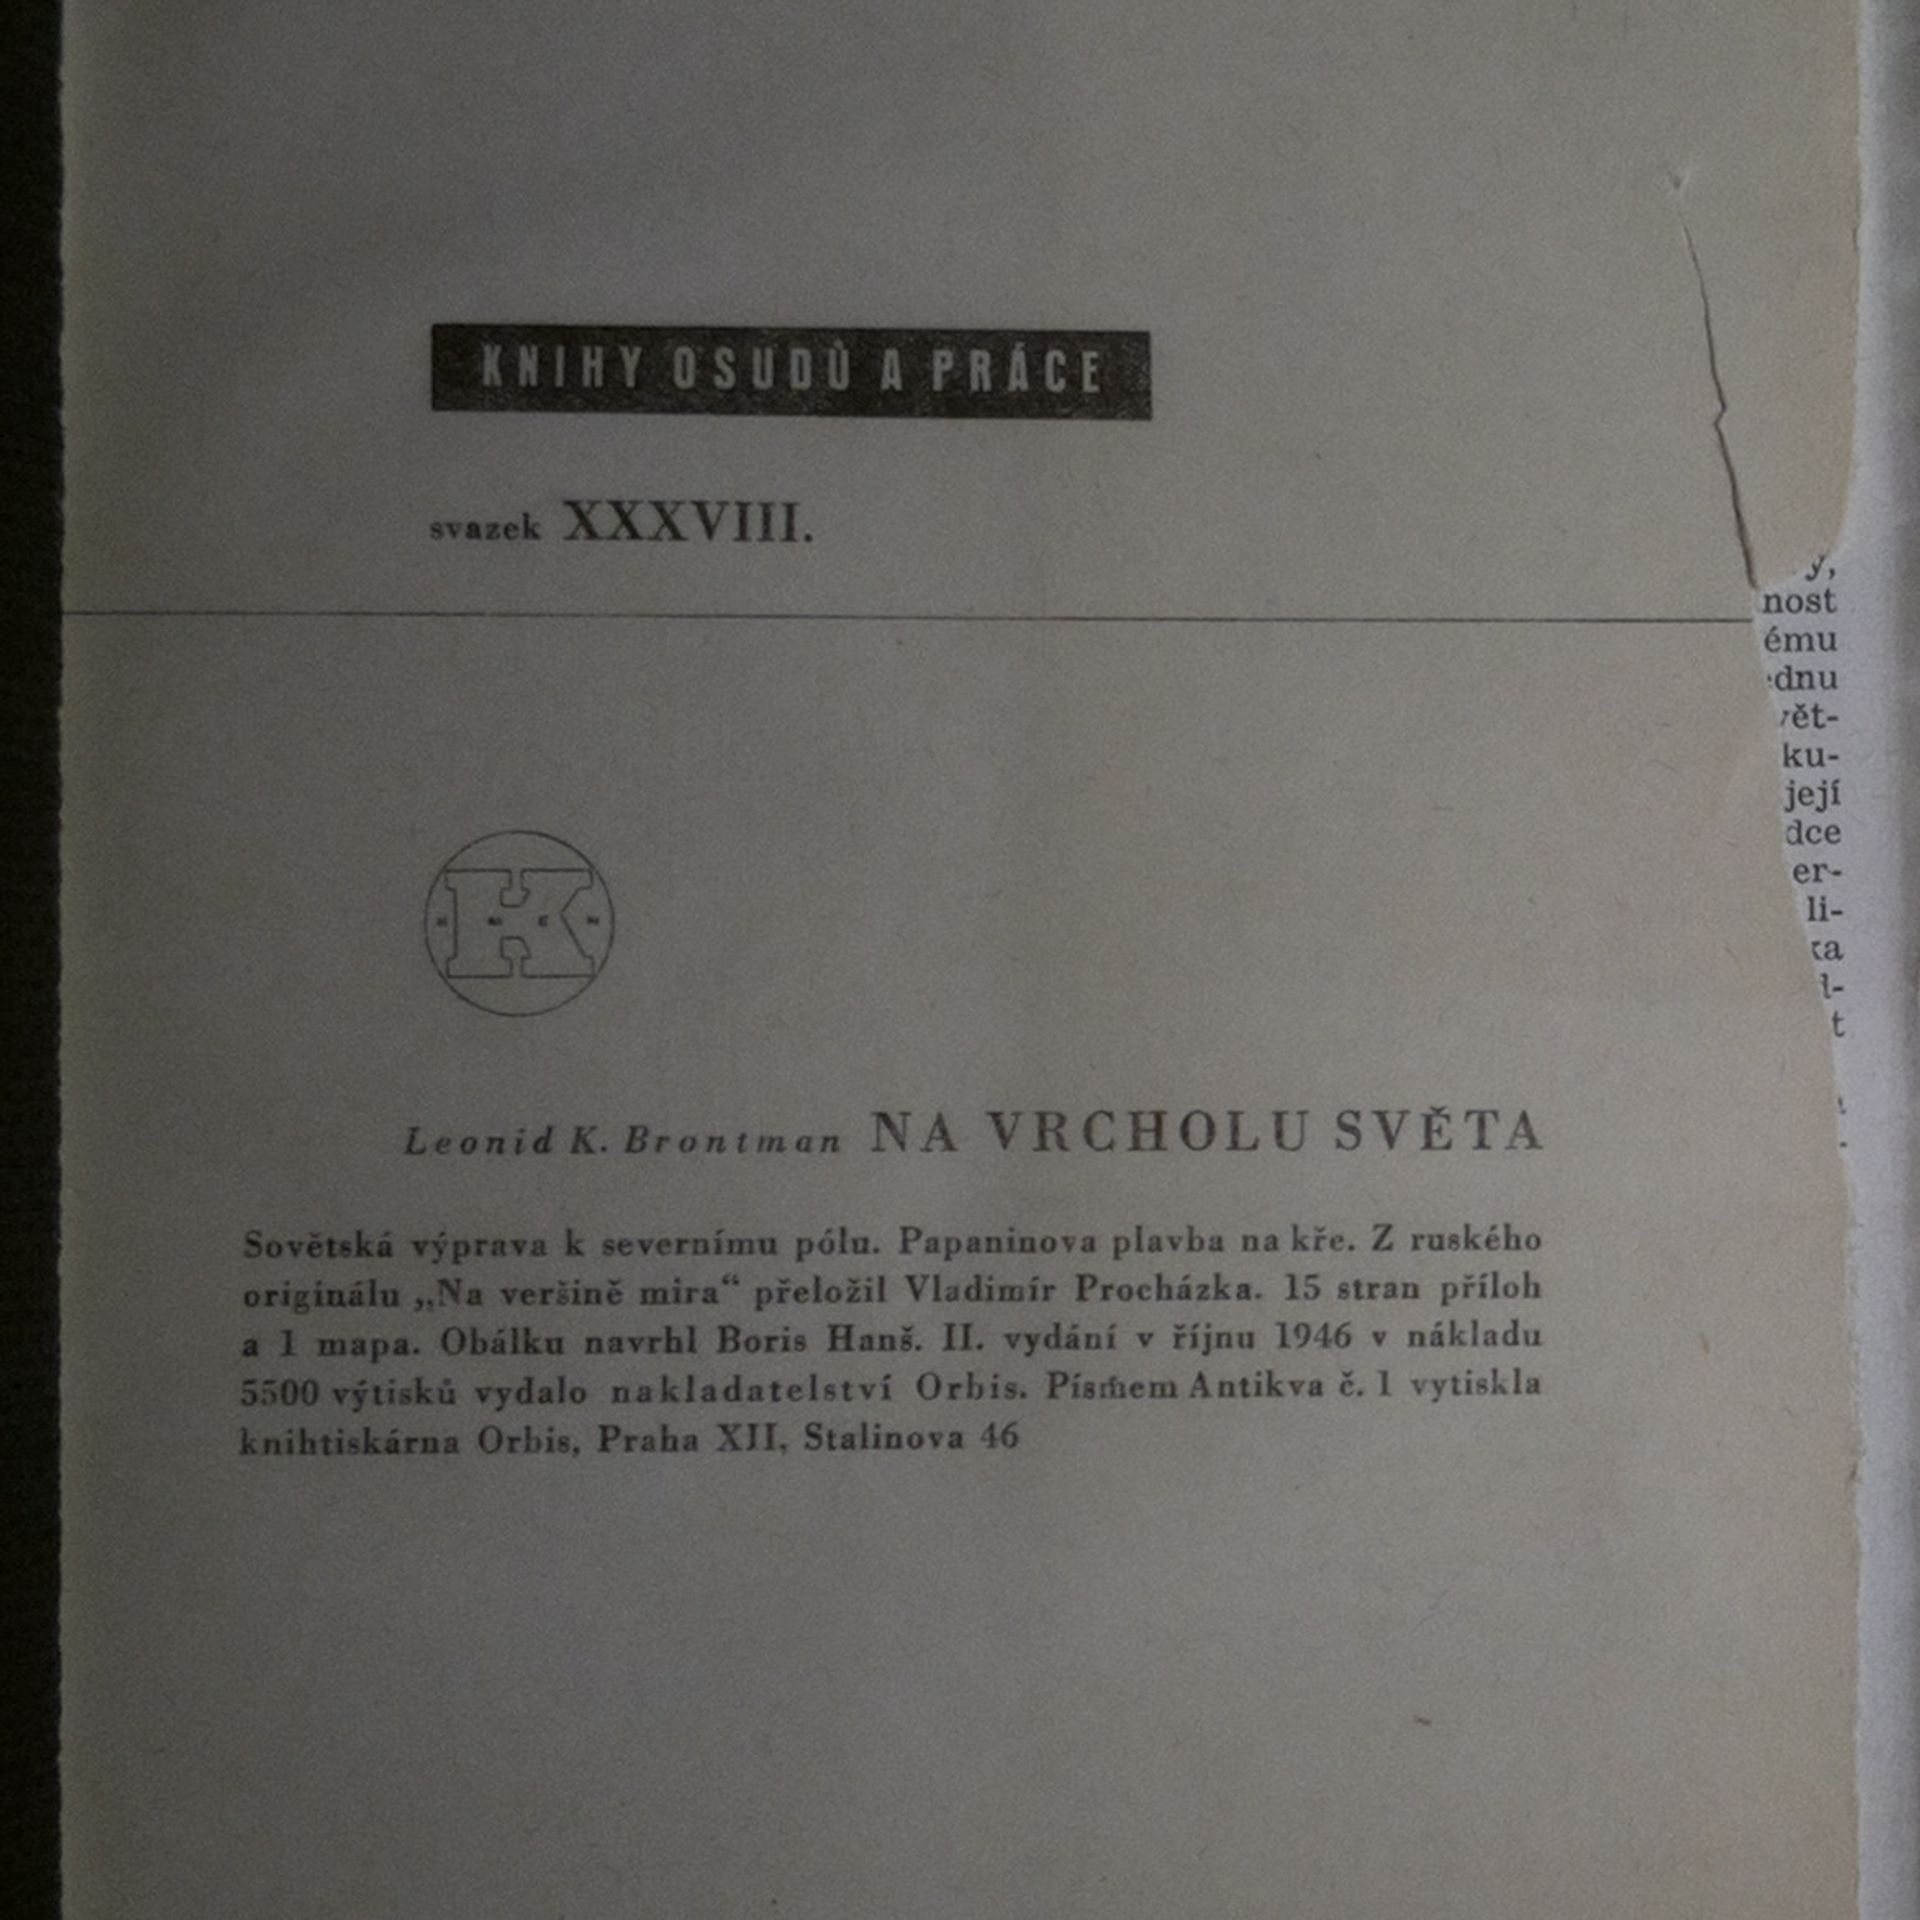 KNIHY OSUDŮ A PRÁCE
svazek XXXVIII.
K
Leonid K. Brontman NA VRCHOLU SVĚTA
Sovětská výprava k severnímu pólu. Papaninova plavba na kře. Z ruského
originálu „Na veršině mira“ přeložil Vladimír Procházka. 15 stran příloh
a 1 mapa. Obálku navrhl Boris Hanš. II. vydání v říjnu 1946 v nákladu
5500 výtisků vydalo nakladatelství Orbis. Písmem Antikva č. 1 vytiskla
knihtiskárna Orbis, Praha XII, Stalinova 46
y,
nost
ému
ednu
vět-
ku-
její
dce
er-
li-
ka
l-
t